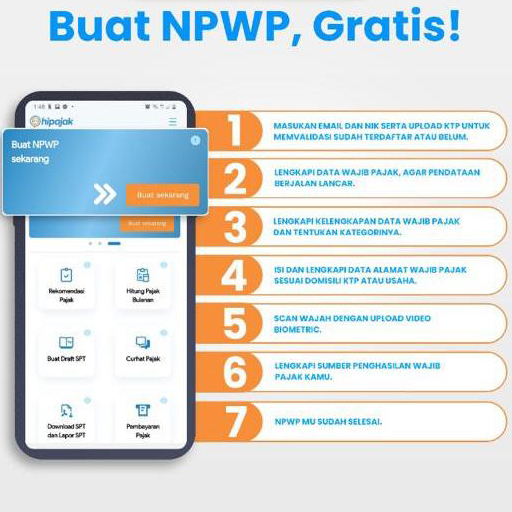 Buat NPWP, Gratis!
1:48
hipajak
Buat NPWP
sekarang
Buat sekarang
Buat sekarang
Rekomendasi
Pajak
Hitung Pajak
Bulanan
Buat Draft SPT
Curhat Pajak
Download SPT
dan Lapor SPT
Pembayaran
Pajak
1
MASUKAN EMAIL DAN NIK SERTA UPLOAD KTP UNTUK
MEMVALIDASI SUDAH TERDAFTAR ATAU BELUM.
2
LENGKAPI DATA WAJIB PAJAK, AGAR PENDATAAN
BERJALAN LANCAR.
3
LENGKAPI KELENGKAPAN DATA WAJIB PAJAK
DAN TENTUKAN KATEGORINYA.
4
ISI DAN LENGKAPI DATA ALAMAT WAJIB PAJAK
SESUAI DOMISILI KTP ATAU USAHA.
5
SCAN WAJAH DENGAN UPLOAD VIDEO
BIOMETRIC.
6
LENGKAPI SUMBER PENGHASILAN WAJIB
PAJAK KAMU.
7
NPWP MU SUDAH SELESAI.